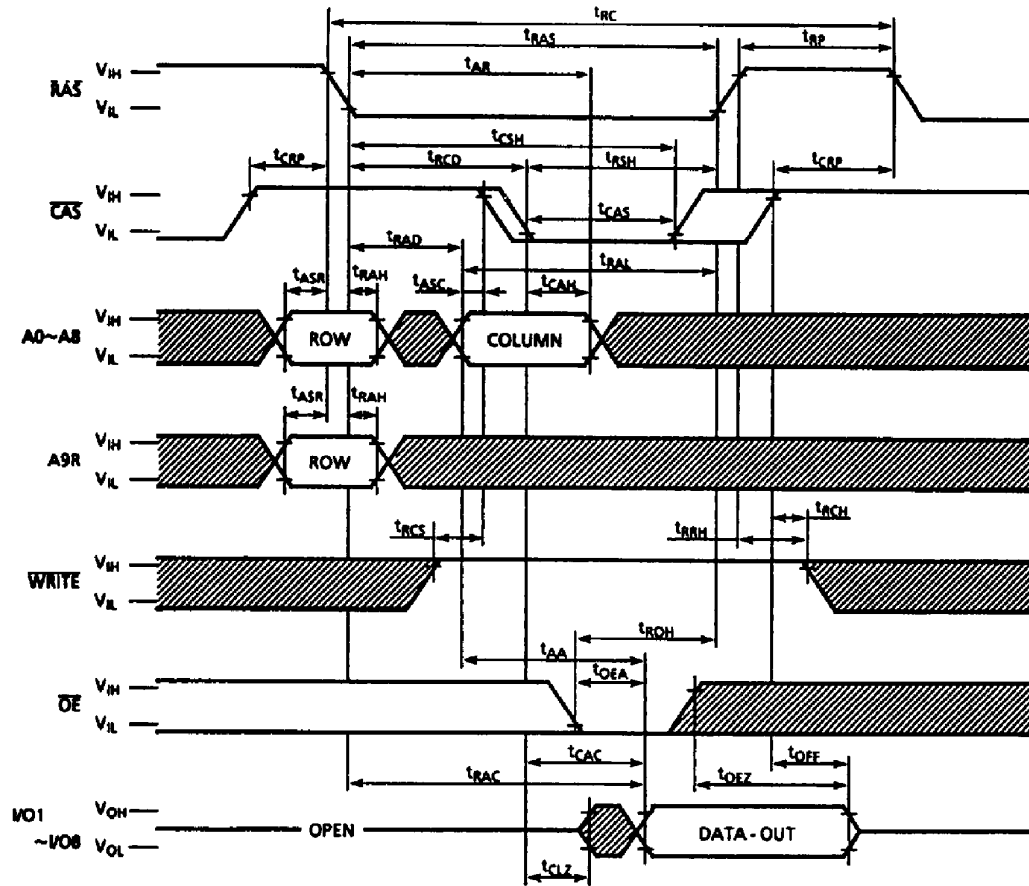 tRC
tRAS tRP
tAR
RAS VIH
VIL
tCSH
tCRP tRCD tRSH tCRP
CAS VIH
VIL
tCAS
tRAD
tRAL
tASR tRAH tASC tCAH
A0~A8 VIH
VIL
ROW COLUMN
tASR tRAH
A9R VIH
VIL
ROW
tRCH
tRCS tRRH
WRITE VIH
VIL
tROH
tAA
tOEA
OE VIH
VIL
tCAC tOFF
tRAC tOEZ
I/O1
~I/O8
VOH
VOL
OPEN DATA-OUT
tCLZ